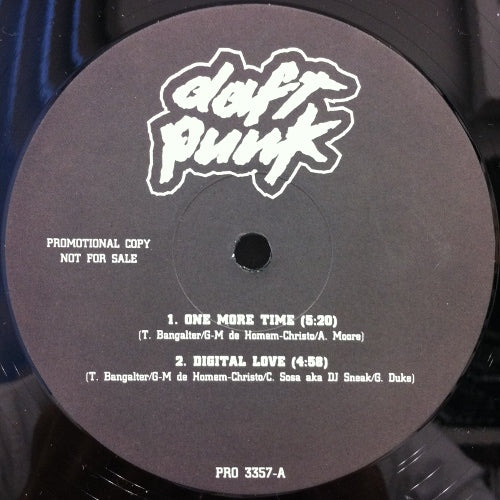 daft
punk
PROMOTIONAL COPY
NOT FOR SALE
1. ONE MORE TIME (5:20)
(T. Bangalter/G-M de Homem-Christo/A. Moore)
2. DIGITAL LOVE (4:58)
(T. Bangalter/G-M de Homem-Christo/C. Sosa aka DJ Sneak/G. Duke)
PRO 3357-A